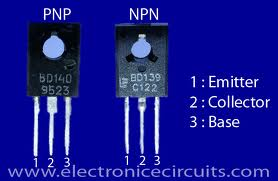 PNP NPN
BD140
9523
BD139
C122
1 : Emitter
2 : Collector
3 : Base
1 2 3 1 2 3
© electronicecircuits.com